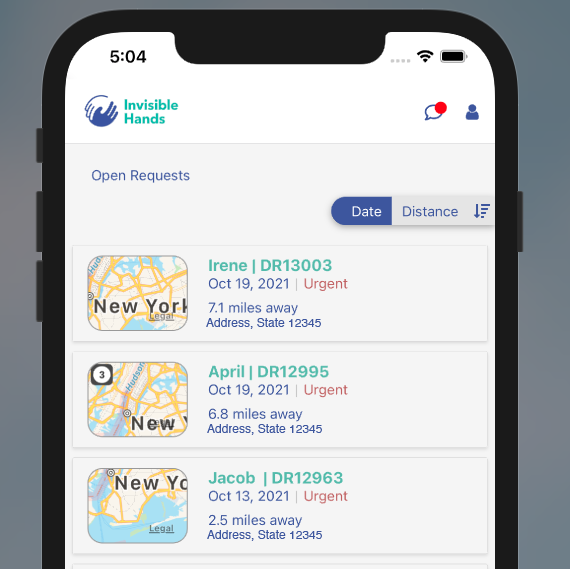 5:04
Invisible
Hands
Open Requests
Date Distance
Hudson
New York
Legal
Irene | DR13003
Oct 19, 2021 | Urgent
7.1 miles away
Address, State 12345
3
Hudson
New Y
April | DR12995
Oct 19, 2021 | Urgent
6.8 miles away
Address, State 12345
New Yo
Legal
Jacob | DR12963
Oct 13, 2021 | Urgent
2.5 miles away
Address, State 12345